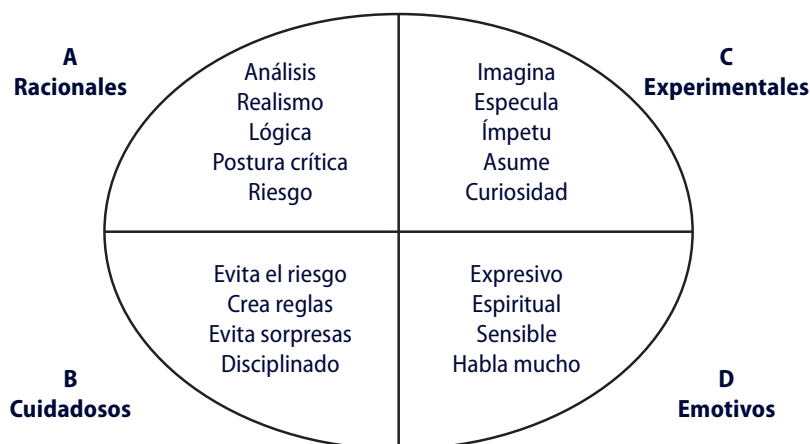 A
Racionales
Análisis
Realismo
Lógica
Postura crítica
Riesgo
Imagina
Especula
Ímpetu
Asume
Curiosidad
C
Experimentales
B
Cuidadosos
Evita el riesgo
Crea reglas
Evita sorpresas
Disciplinado
Expresivo
Espiritual
Sensible
Habla mucho
D
Emotivos